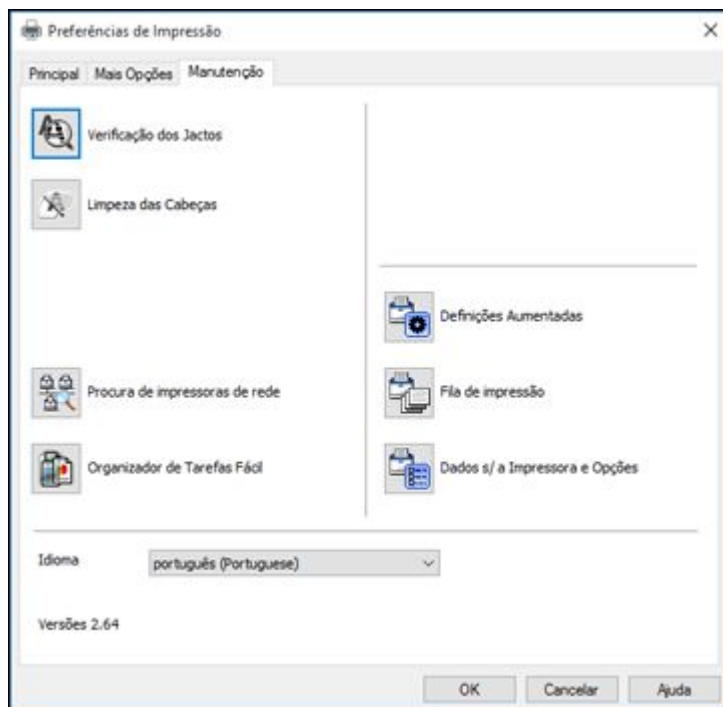 Preferências de Impressão
Principal
Mais Opções
Manutenção
Verificação dos Jactos
Limpeza das Cabeças
Procura de impressoras de rede
Organizador de Tarefas Fácil
Definições Aumentadas
Fila de impressão
Dados s/ a Impressora e Opções
Idioma
português (Portuguese)
Versões 2.64
OK
Cancelar
Ajuda